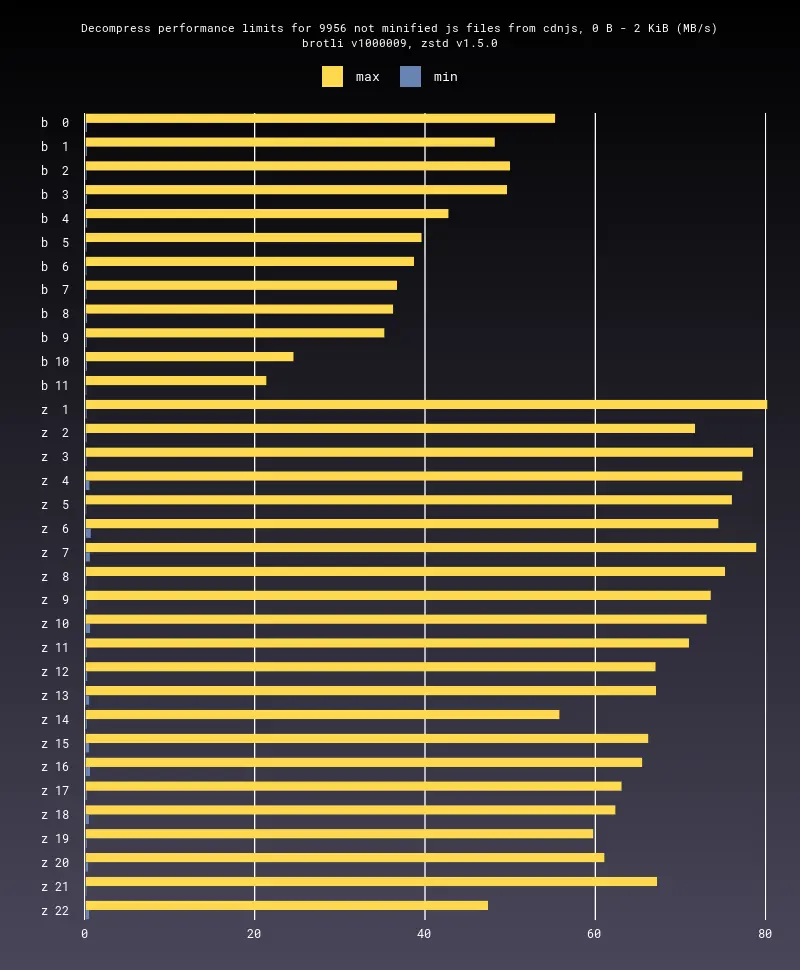 Decompress performance limits for 9956 not minified js files from cdnjs, 0 B - 2 KiB (MB/s)
brotli v1000009, zstd v1.5.0
max min
b 0
b 1
b 2
b 3
b 4
b 5
b 6
b 7
b 8
b 9
b 10
b 11
z 1
z 2
z 3
z 4
z 5
z 6
z 7
z 8
z 9
z 10
z 11
z 12
z 13
z 14
z 15
z 16
z 17
z 18
z 19
z 20
z 21
z 22
0 20 40 60 80